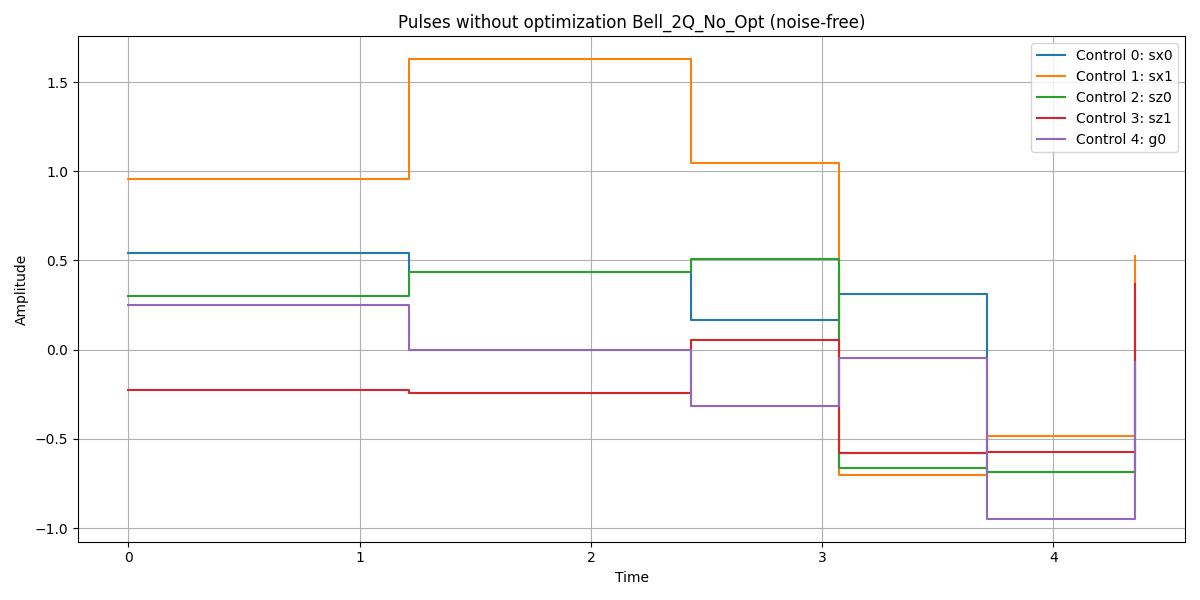 Pulses without optimization Bell_2Q_No_Opt (noise-free)
Control 0: sx0
Control 1: sx1
Control 2: sz0
Control 3: sz1
Control 4: g0
1.5
1.0
0.5
0.0
−0.5
−1.0
Amplitude
0 1 2 3 4
Time